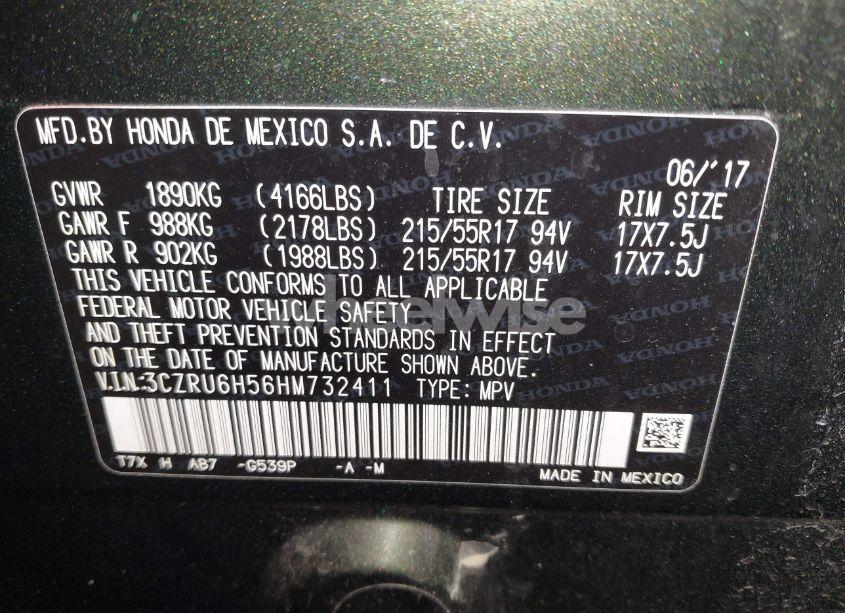 MFD.BY HONDA DE MEXICO S.A. DE C.V.
06/'17
GVWR 1890KG (4166LBS) TIRE SIZE RIM SIZE
GAWR F 988KG (2178LBS) 215/55R17 94V 17X7.5J
GAWR R 902KG (1988LBS) 215/55R17 94V 17X7.5J
THIS VEHICLE CONFORMS TO ALL APPLICABLE
FEDERAL MOTOR VEHICLE SAFETY
AND THEFT PREVENTION STANDARDS IN EFFECT
ON THE DATE OF MANUFACTURE SHOWN ABOVE.
V.I.N:3CZRU6H56HM732411 TYPE: MPV
T7X H AB7 -G539P -A -M
MADE IN MEXICO